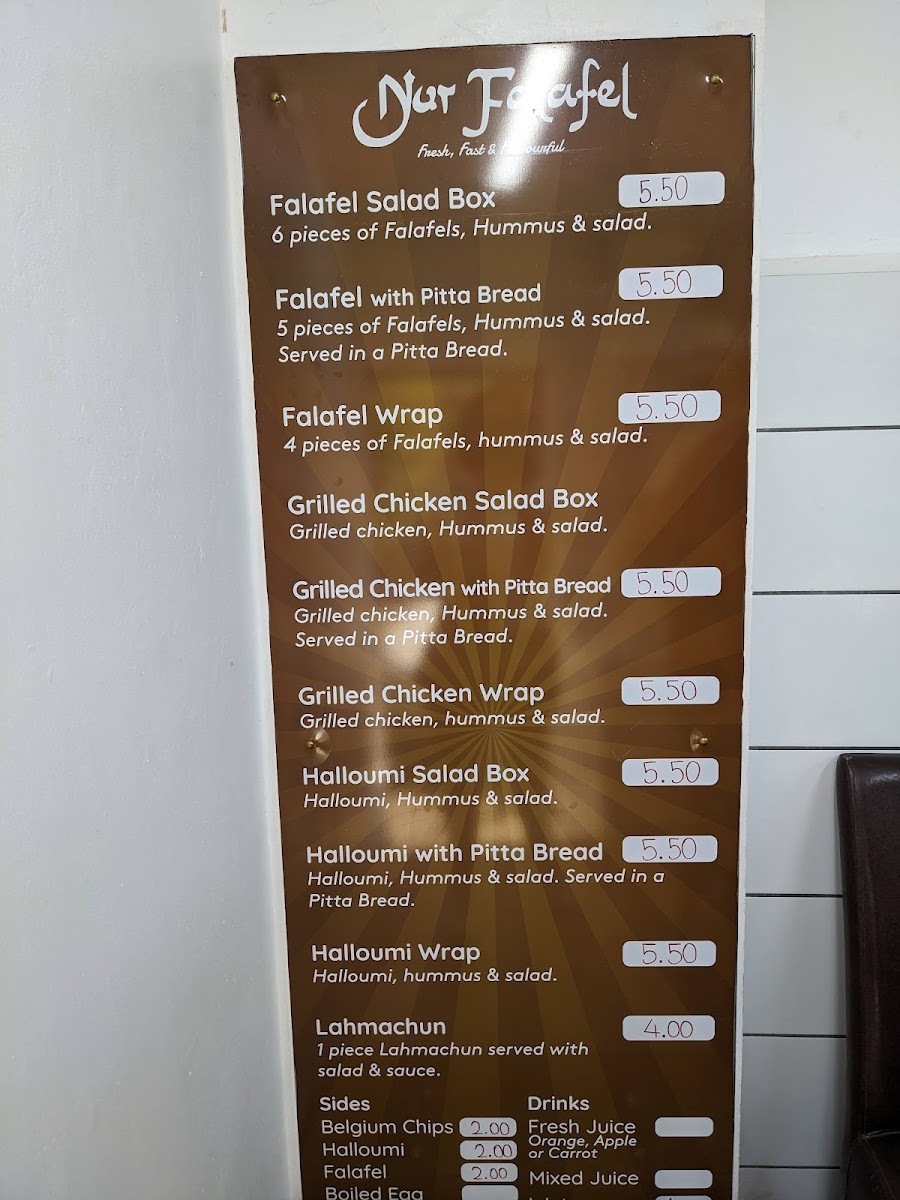 Nur Falafel
Fresh, Fast & Flavourful
Falafel Salad Box 5.50
6 pieces of Falafels, Hummus & salad.
Falafel with Pitta Bread 5.50
5 pieces of Falafels, Hummus & salad.
Served in a Pitta Bread.
Falafel Wrap 5.50
4 pieces of Falafels, hummus & salad.
Grilled Chicken Salad Box
Grilled chicken, Hummus & salad.
Grilled Chicken with Pitta Bread 5.50
Grilled chicken, Hummus & salad.
Served in a Pitta Bread.
Grilled Chicken Wrap 5.50
Grilled chicken, hummus & salad.
Halloumi Salad Box 5.50
Halloumi, Hummus & salad.
Halloumi with Pitta Bread 5.50
Halloumi, Hummus & salad. Served in a
Pitta Bread.
Halloumi Wrap 5.50
Halloumi, hummus & salad.
Lahmachun 4.00
1 piece Lahmachun served with
salad & sauce.
Sides
Belgium Chips 2.00
Halloumi 2.00
Falafel 2.00
Boiled Egg
Drinks
Fresh Juice
Orange, Apple
or Carrot
Mixed Juice